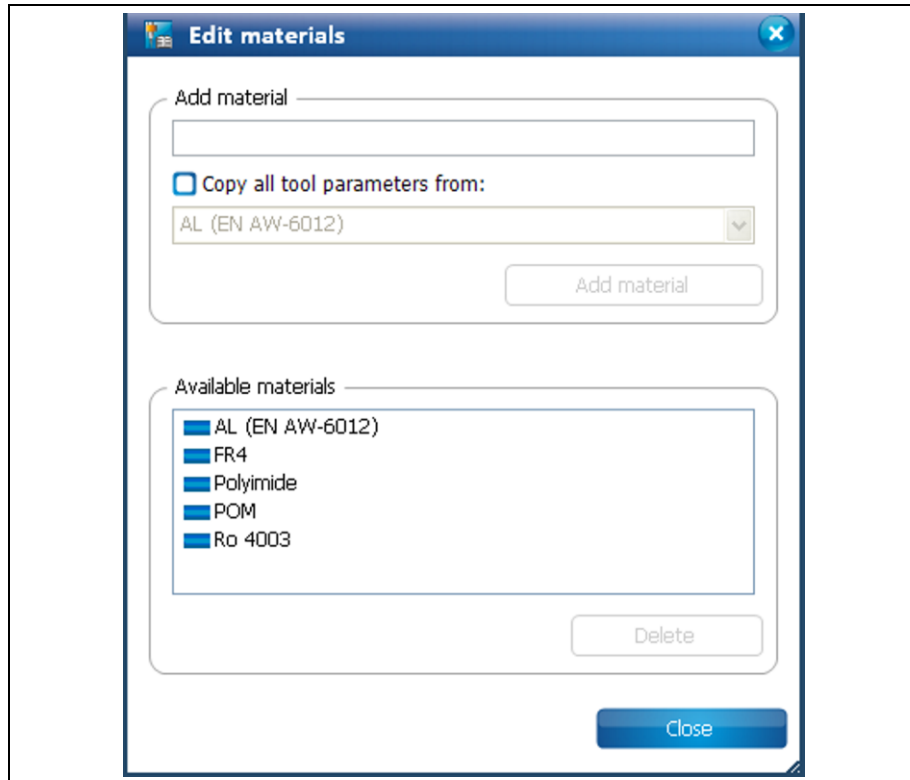 Edit materials
Add material
Copy all tool parameters from:
AL (EN AW-6012)
Add material
Available materials
AL (EN AW-6012)
FR4
Polyimide
POM
Ro 4003
Delete
Close